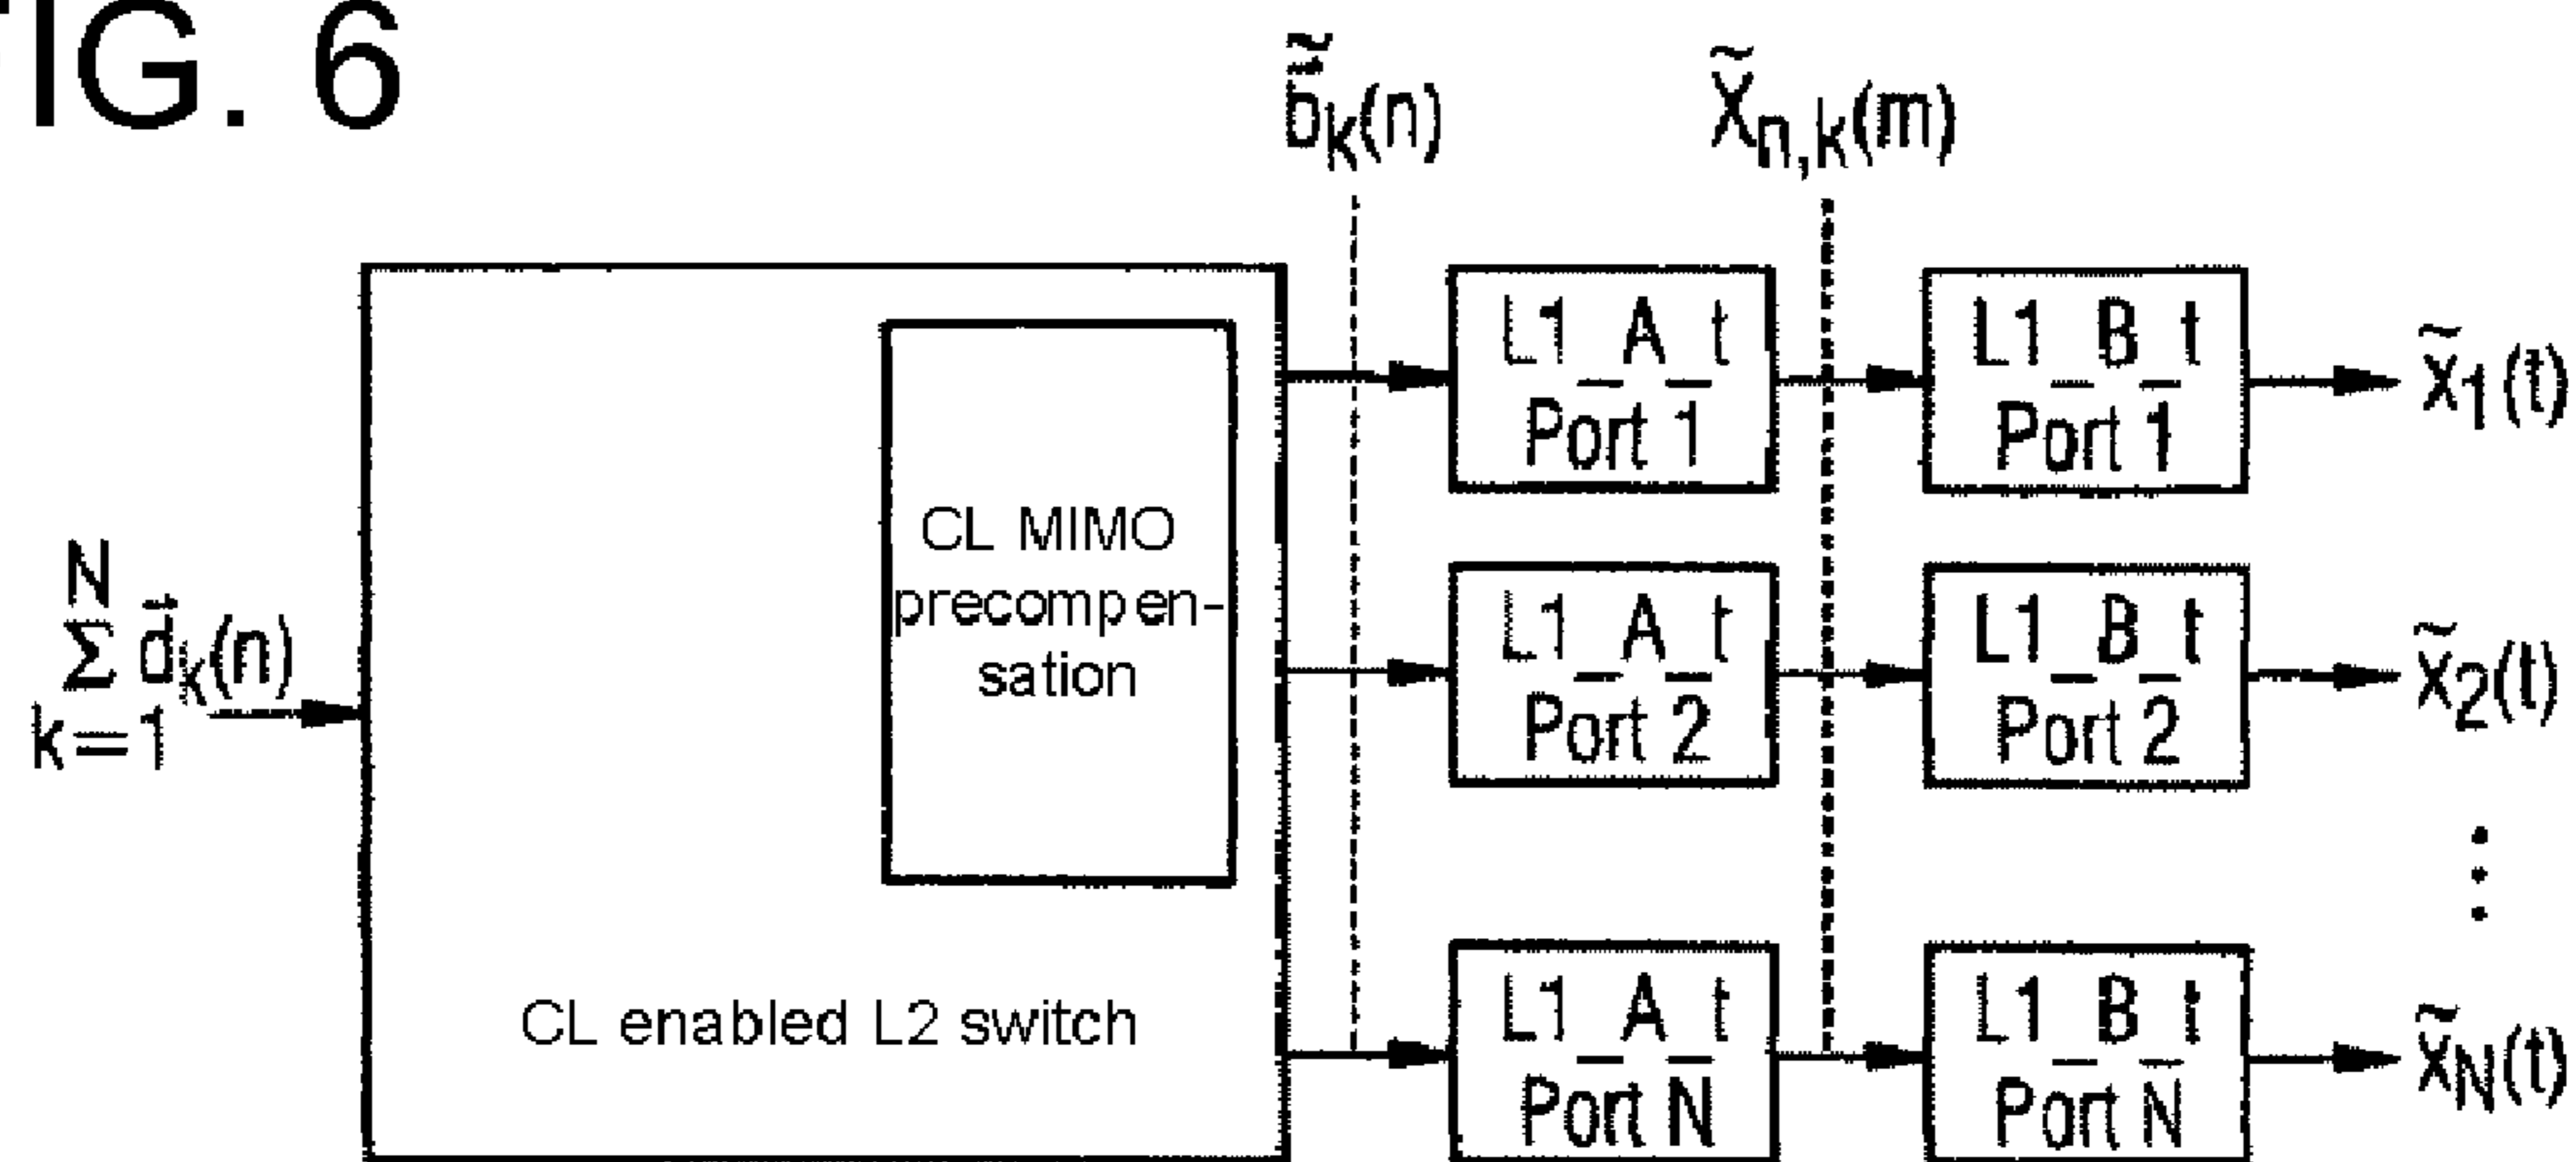 FIG. 6
b̃⃗k(n)
X̃n,k(m)
L1_A_t
Port 1
L1_B_t
Port 1
x̃1(t)
CL MIMO
precompen-
sation
N
Σ d⃗k(n)
k=1
L1_A_t
Port 2
L1_B_t
Port 2
x̃2(t)
CL enabled L2 switch
L1_A_t
Port N
L1_B_t
Port N
x̃N(t)